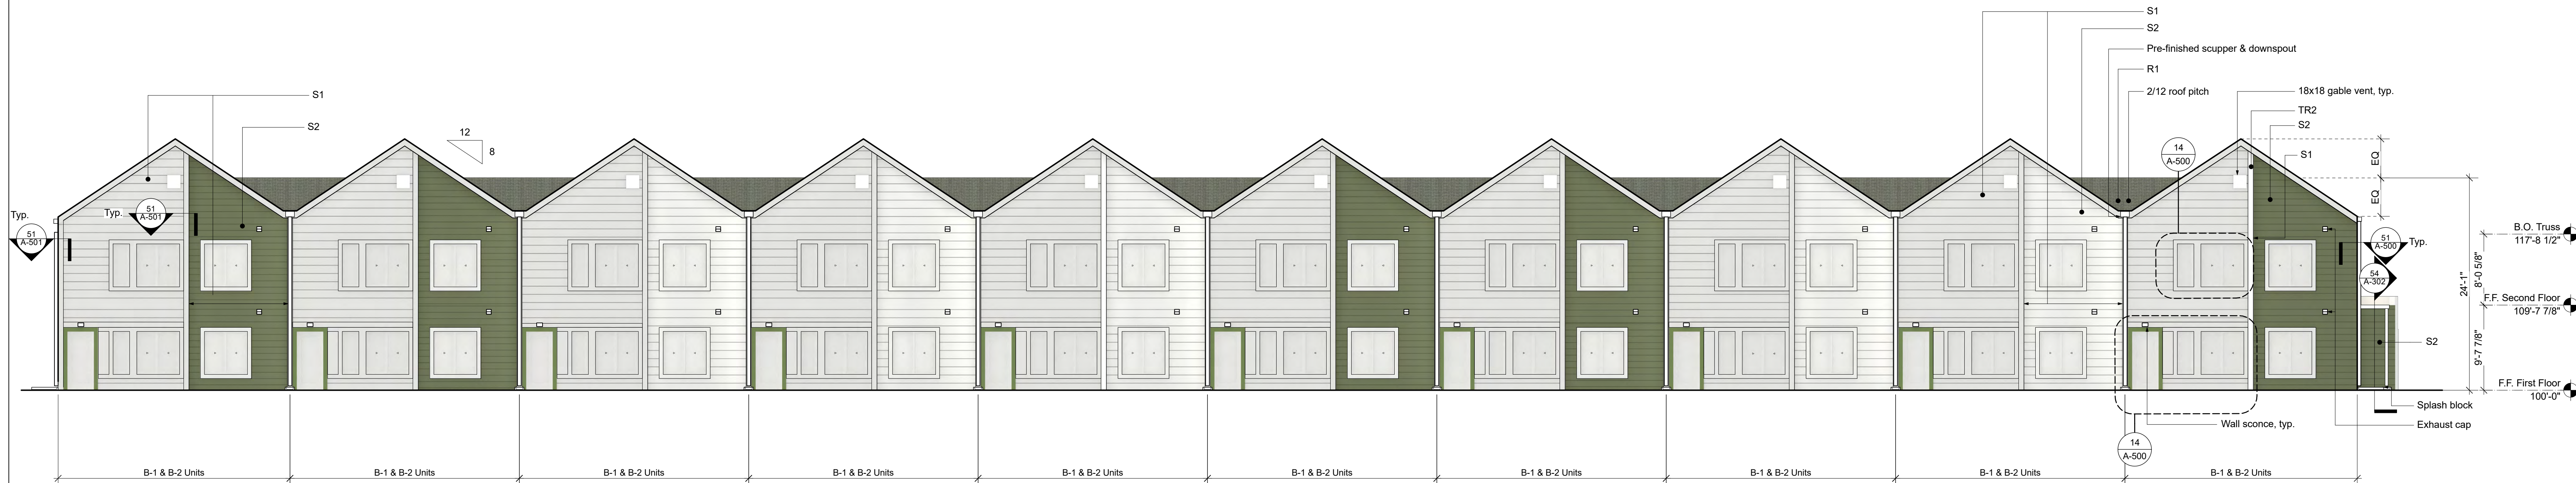 S1
S2
Pre-finished scupper & downspout
R1
2/12 roof pitch
18x18 gable vent, typ.
TR2
S2
S1
S1
S2
12
8
14
A-500
EQ
EQ
Typ.
51
A-501
Typ.
51
A-501
51
A-500
Typ.
54
A-302
24'-1"
8'-0 5/8"
9'-7 7/8"
B.O. Truss
117'-8 1/2"
F.F. Second Floor
109'-7 7/8"
S2
F.F. First Floor
100'-0"
Splash block
Exhaust cap
Wall sconce, typ.
14
A-500
B-1 & B-2 Units
B-1 & B-2 Units
B-1 & B-2 Units
B-1 & B-2 Units
B-1 & B-2 Units
B-1 & B-2 Units
B-1 & B-2 Units
B-1 & B-2 Units
B-1 & B-2 Units
B-1 & B-2 Units